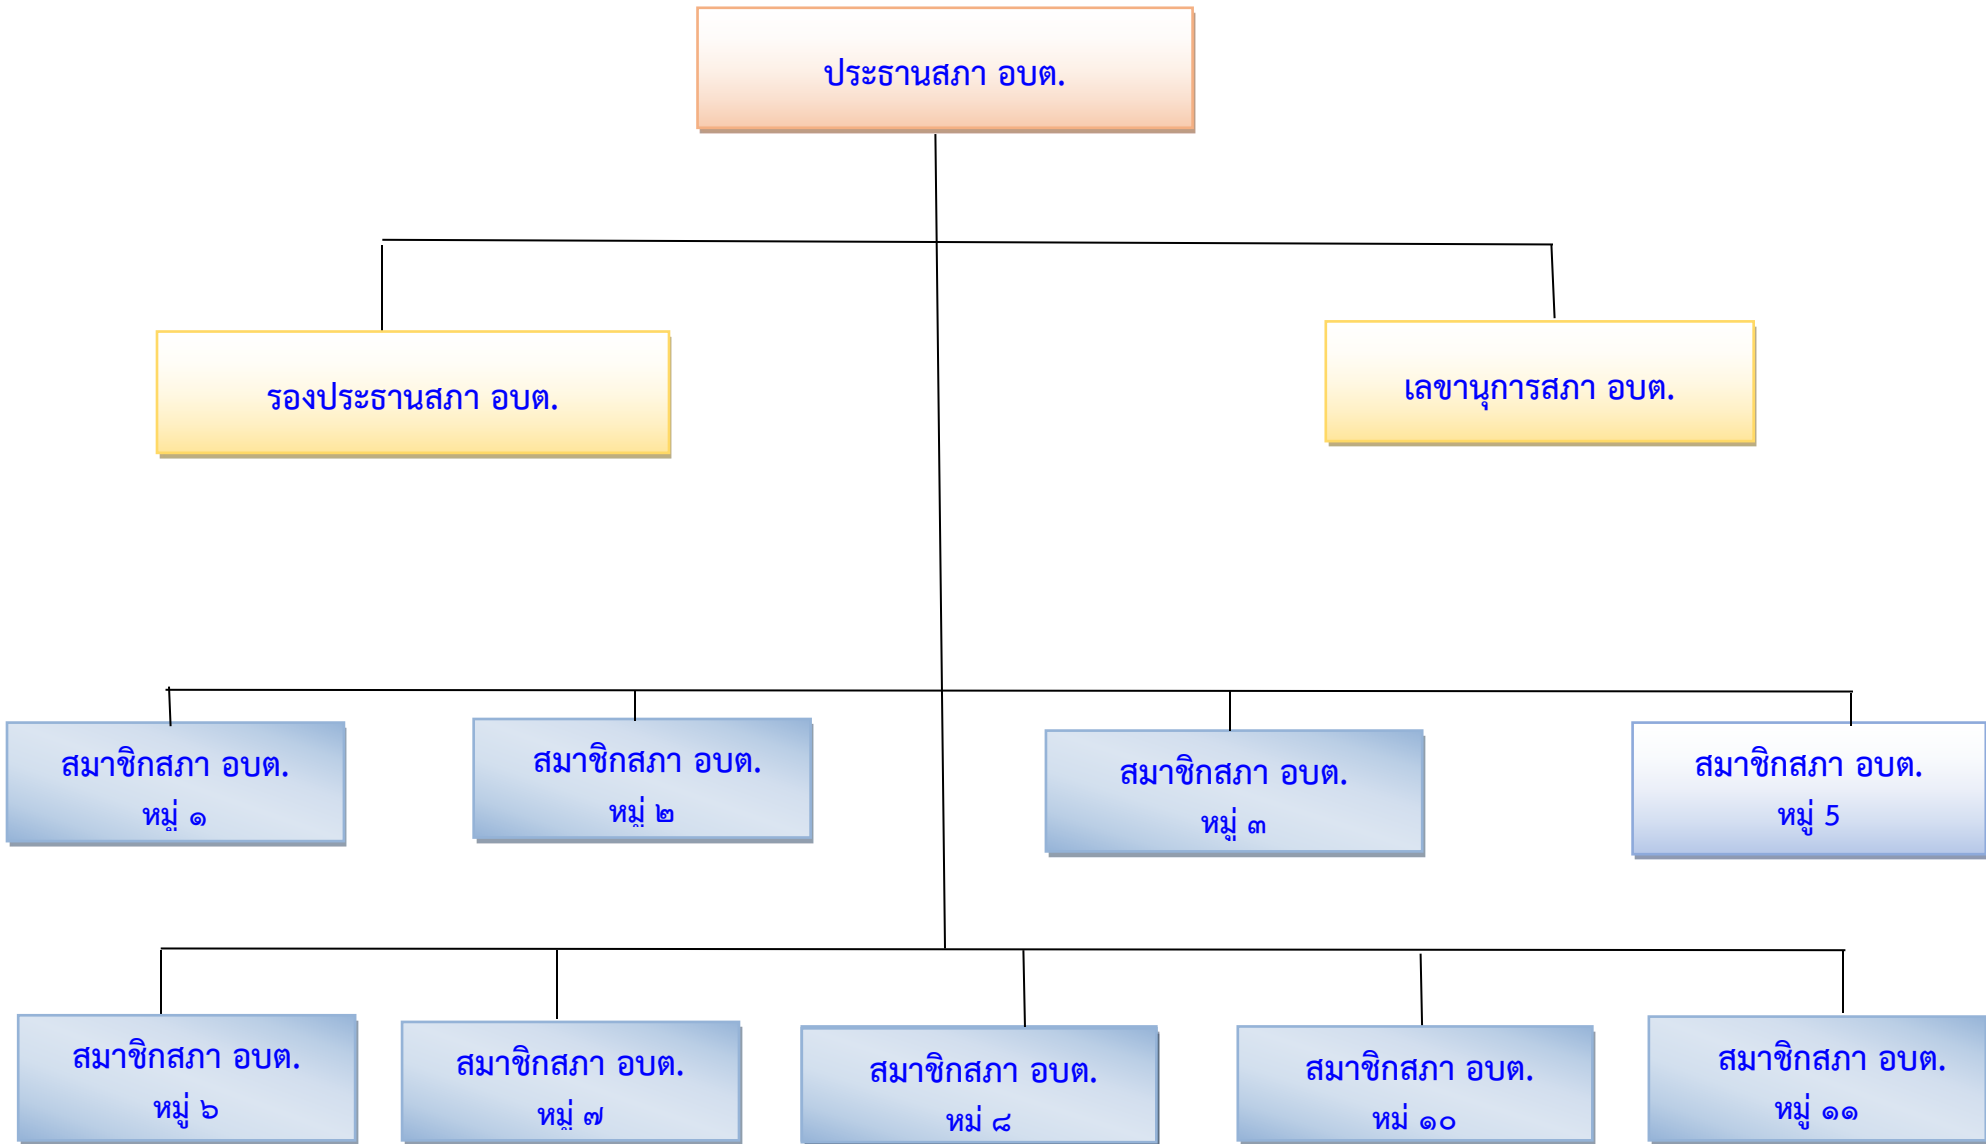 ประธานสภา อบต.
รองประธานสภา อบต.
เลขานุการสภา อบต.
สมาชิกสภา อบต.
หมู่ ๑
สมาชิกสภา อบต.
หมู่ ๒
สมาชิกสภา อบต.
หมู่ ๓
สมาชิกสภา อบต.
หมู่ 5
สมาชิกสภา อบต.
หมู่ ๖
สมาชิกสภา อบต.
หมู่ ๗
สมาชิกสภา อบต.
หมู่ ๘
สมาชิกสภา อบต.
หมู่ ๑๐
สมาชิกสภา อบต.
หมู่ ๑๑